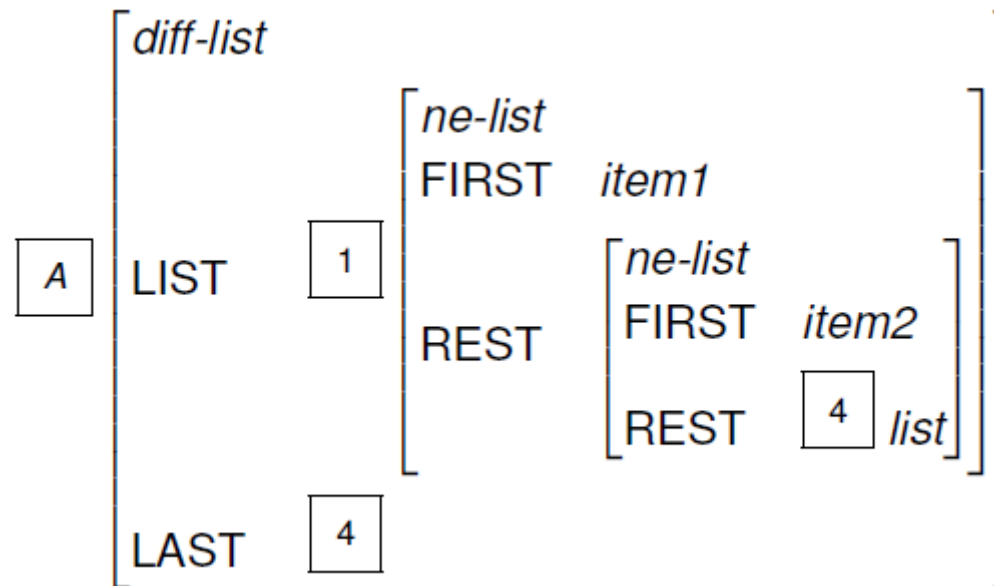 diff-list
ne-list
FIRST item1
A LIST 1 ne-list
FIRST item2
REST
REST 4 list
LAST 4